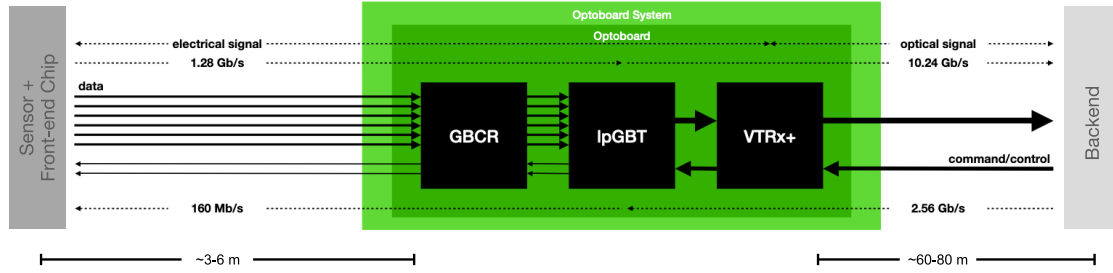 Optoboard System
Optoboard
electrical signal
optical signal
1.28 Gb/s
10.24 Gb/s
Sensor +
Front-end Chip
data
GBCR
lpGBT
VTRx+
Backend
command/control
160 Mb/s
2.56 Gb/s
~3-6 m
~60-80 m